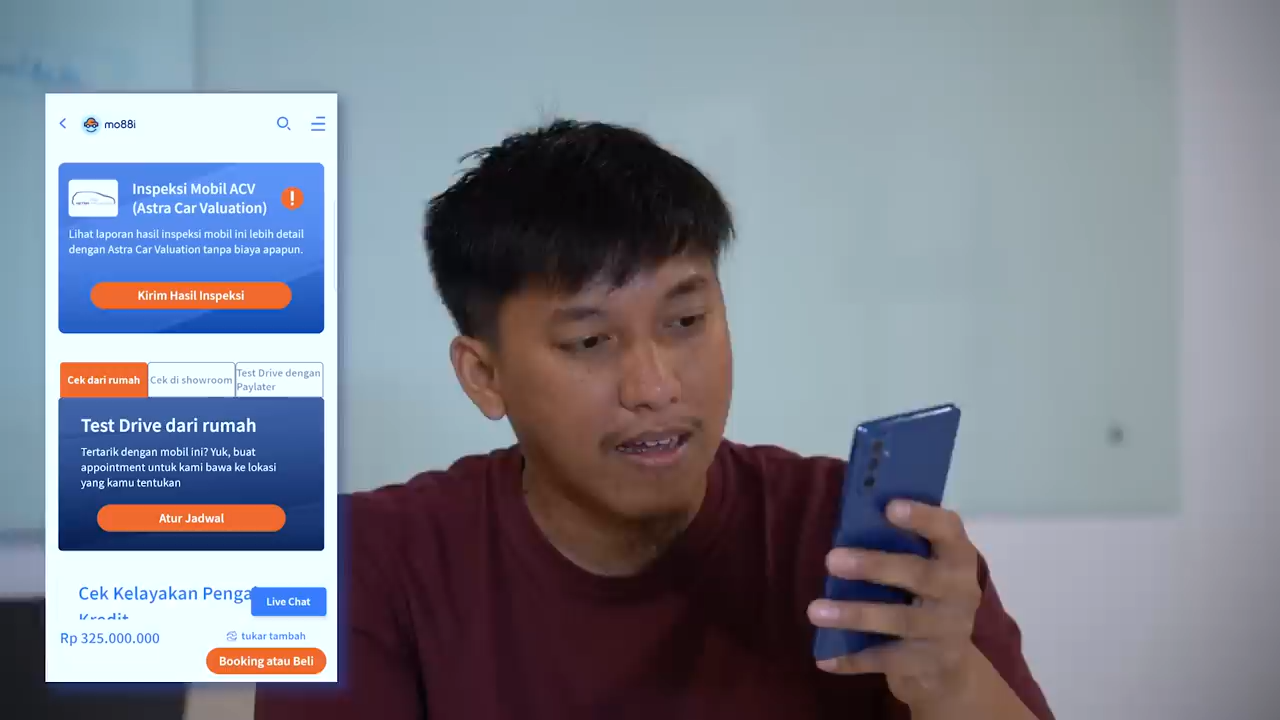 mo88i
Inspeksi Mobil ACV
(Astra Car Valuation)
Lihat laporan hasil inspeksi mobil ini lebih detail
dengan Astra Car Valuation tanpa biaya apapun.
Kirim Hasil Inspeksi
Cek dari rumah
Cek di showroom
Test Drive dengan
Paylater
Test Drive dari rumah
Tertarik dengan mobil ini? Yuk, buat
appointment untuk kami bawa ke lokasi
yang kamu tentukan
Atur Jadwal
Cek Kelayakan Penga
Kredit
Live Chat
Rp 325.000.000
tukar tambah
Booking atau Beli